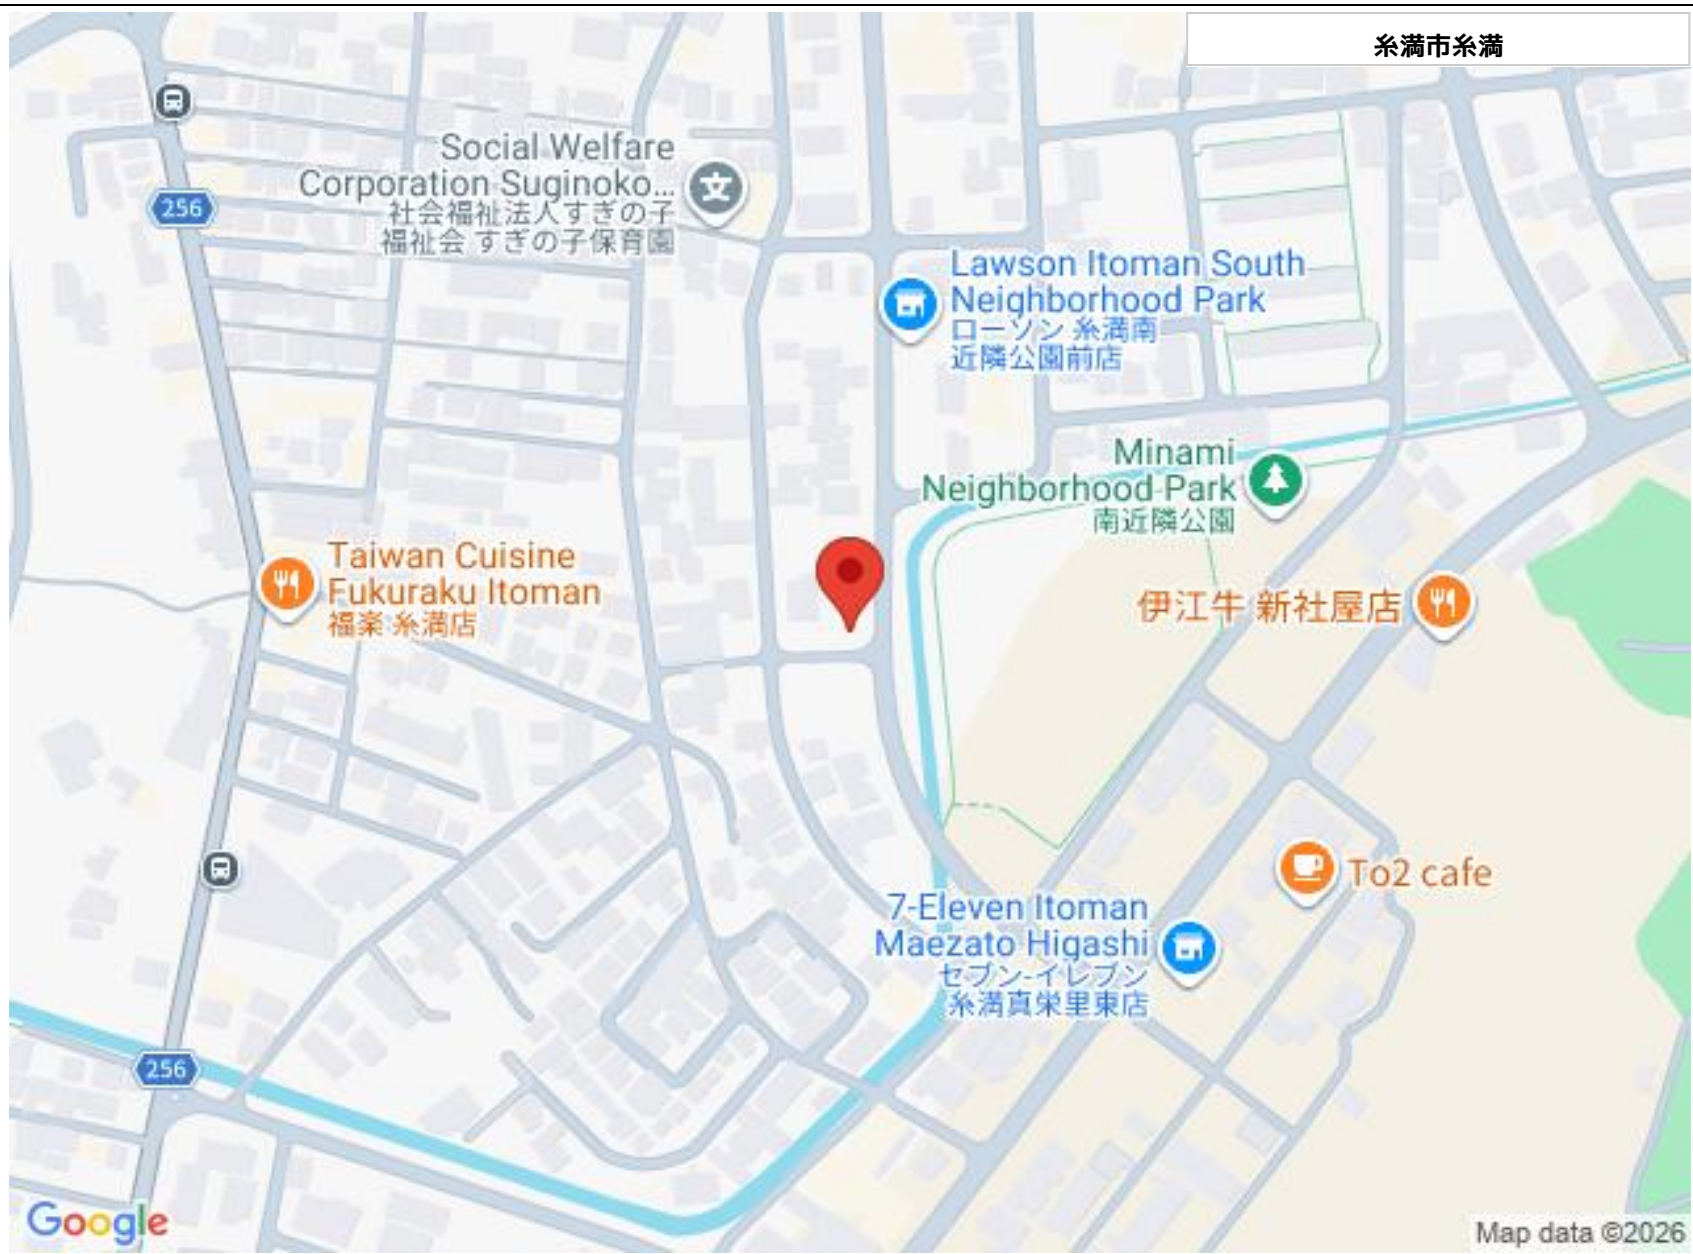 糸満市糸満
Social Welfare
Corporation Suginoko...
社会福祉法人すぎの子
福祉会 すぎの子保育園
256
Lawson Itoman South
Neighborhood Park
ローソン 糸満南
近隣公園前店
Minami
Neighborhood Park
南近隣公園
Taiwan Cuisine
Fukuraku Itoman
福楽 糸満店
伊江牛 新社屋店
To2 cafe
7-Eleven Itoman
Maezato Higashi
セブン-イレブン
糸満真栄里東店
256
Google
Map data ©2026